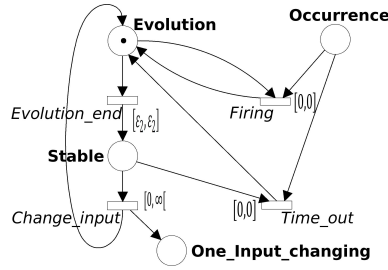 Evolution
Occurrence
Evolution_end
[ε₂,ε₂]
Firing
[0,0]
Stable
Change_input
[0,∞[
[0,0]
Time_out
One_Input_changing